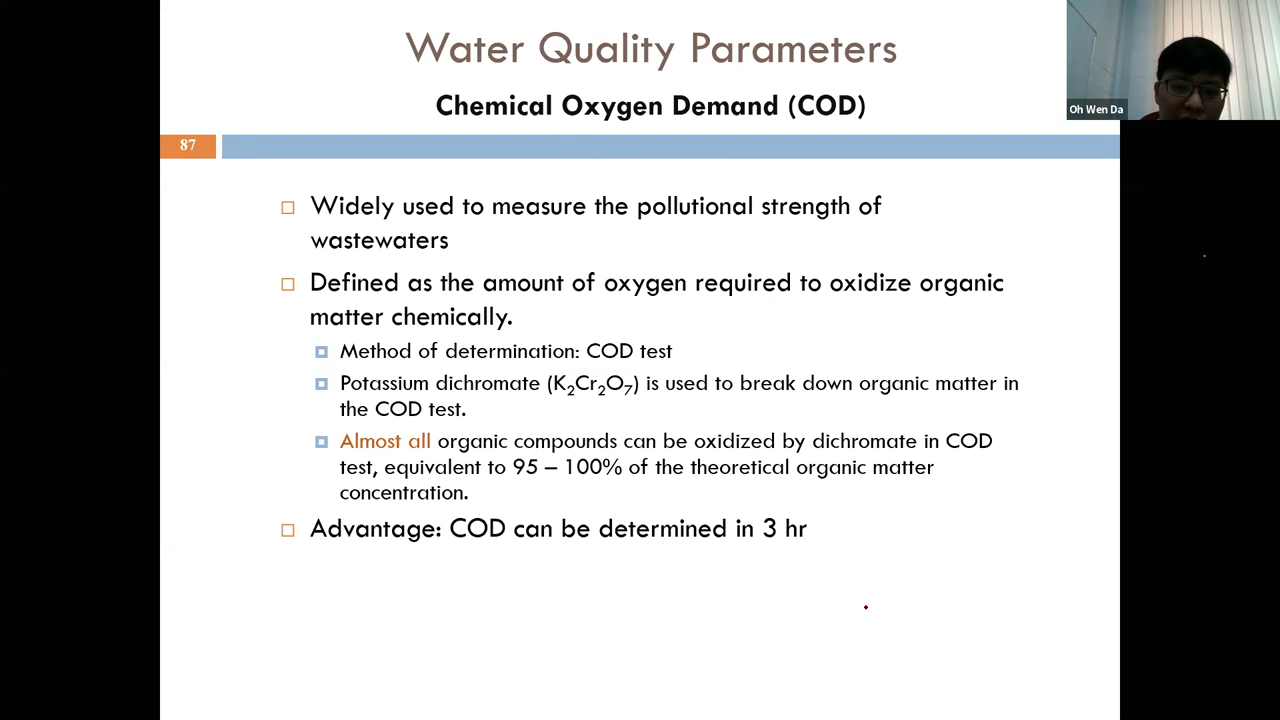 Water Quality Parameters
Chemical Oxygen Demand (COD)
Oh Wen Da
87
Widely used to measure the pollutional strength of
wastewaters
Defined as the amount of oxygen required to oxidize organic
matter chemically.
Method of determination: COD test
Potassium dichromate (K₂Cr₂O₇) is used to break down organic matter in
the COD test.
Almost all organic compounds can be oxidized by dichromate in COD
test, equivalent to 95 – 100% of the theoretical organic matter
concentration.
Advantage: COD can be determined in 3 hr